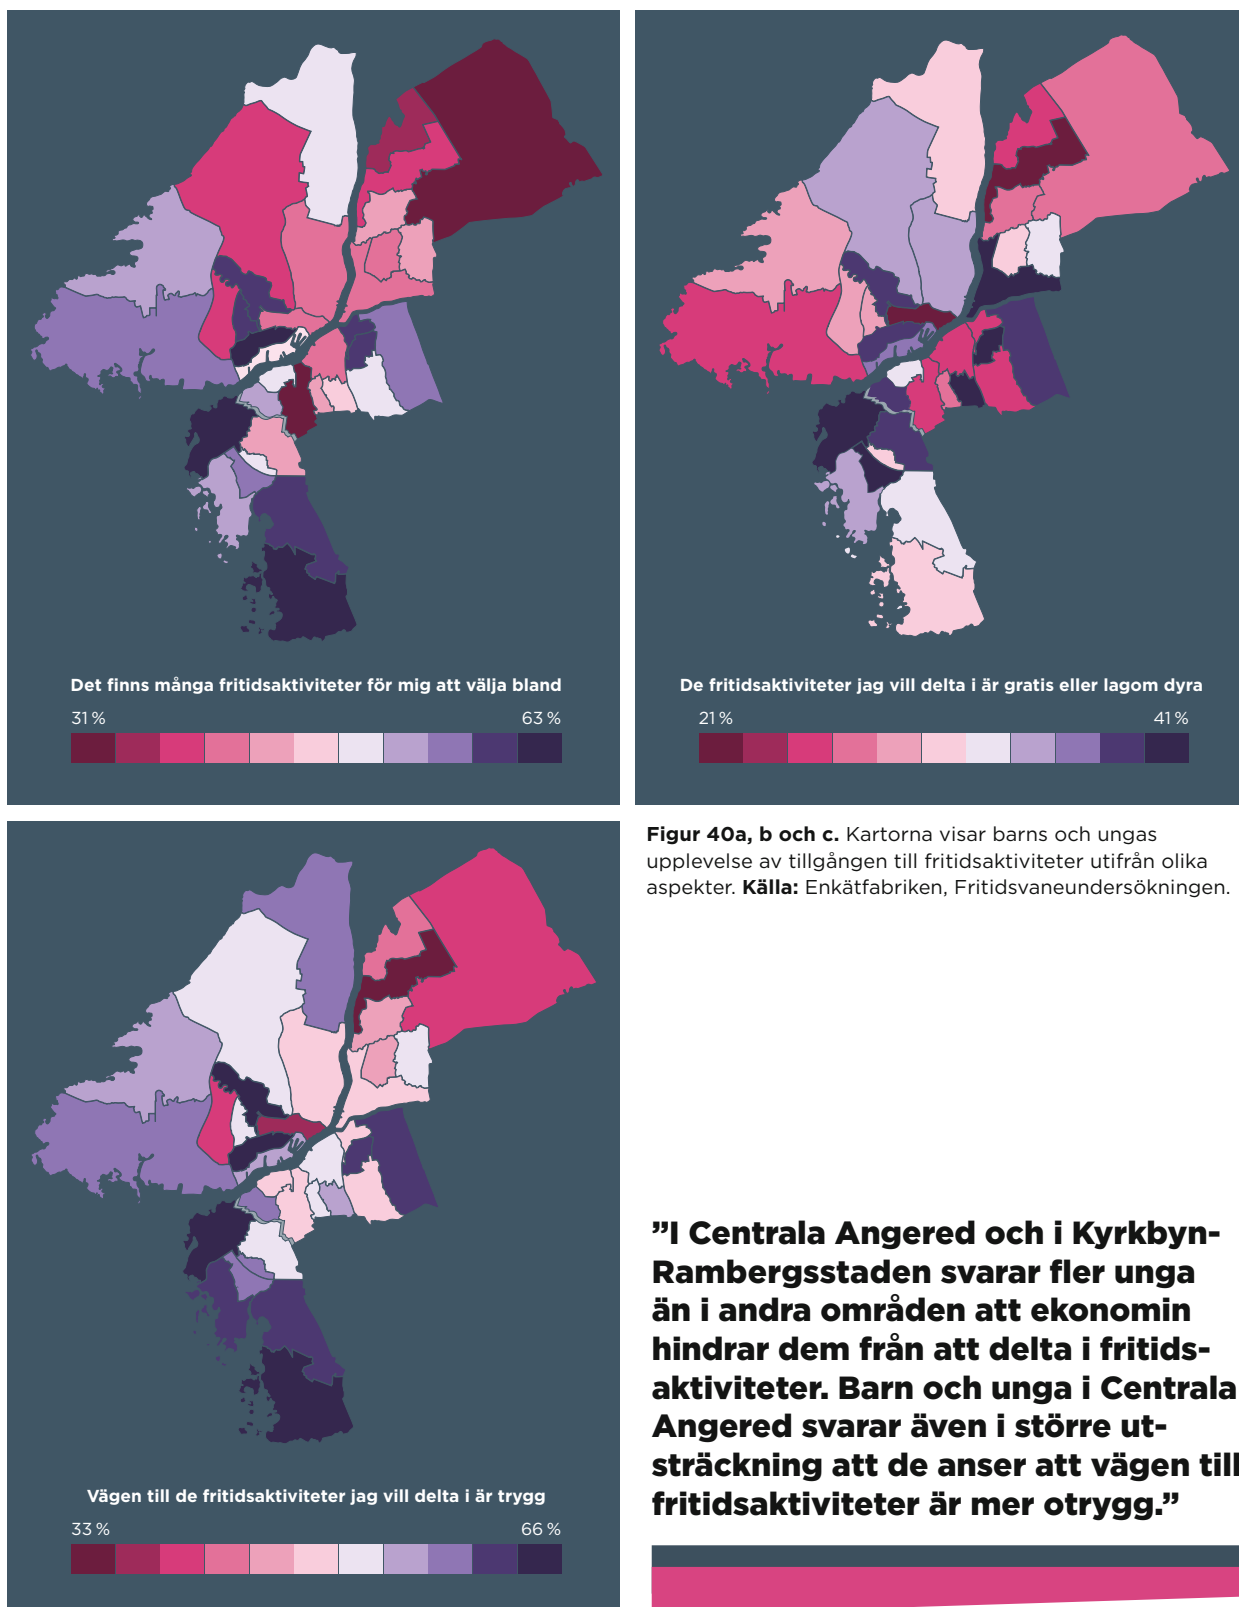 Det finns många fritidsaktiviteter för mig att välja bland
31 %
63 %
De fritidsaktiviteter jag vill delta i är gratis eller lagom dyra
21 %
41 %
Figur 40a, b och c. Kartorna visar barns och ungas
upplevelse av tillgången till fritidsaktiviteter utifrån olika
aspekter. Källa: Enkätfabriken, Fritidsvaneundersökningen.
Vägen till de fritidsaktiviteter jag vill delta i är trygg
33 %
66 %
”I Centrala Angered och i Kyrkbyn-
Rambergsstaden svarar fler unga
än i andra områden att ekonomin
hindrar dem från att delta i fritids-
aktiviteter. Barn och unga i Centrala
Angered svarar även i större ut-
sträckning att de anser att vägen till
fritidsaktiviteter är mer otrygg.”